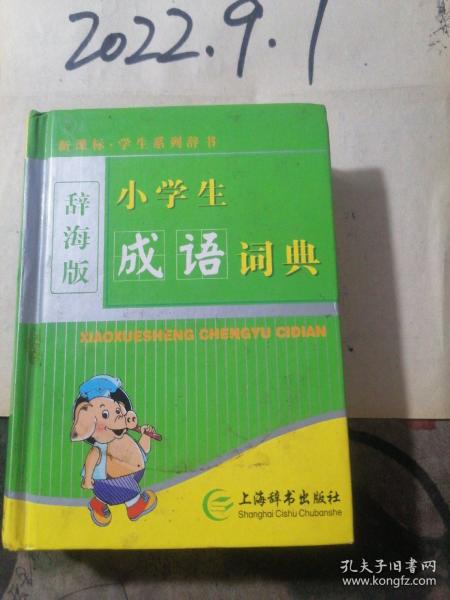 2022.9.1
新课标·学生系列辞书
辞海版
小学生
成语词典
XIAOXUESHENG CHENGYU CIDIAN
上海辞书出版社
Shanghai Cishu Chubanshe
孔夫子旧书网
www.kongfz.com